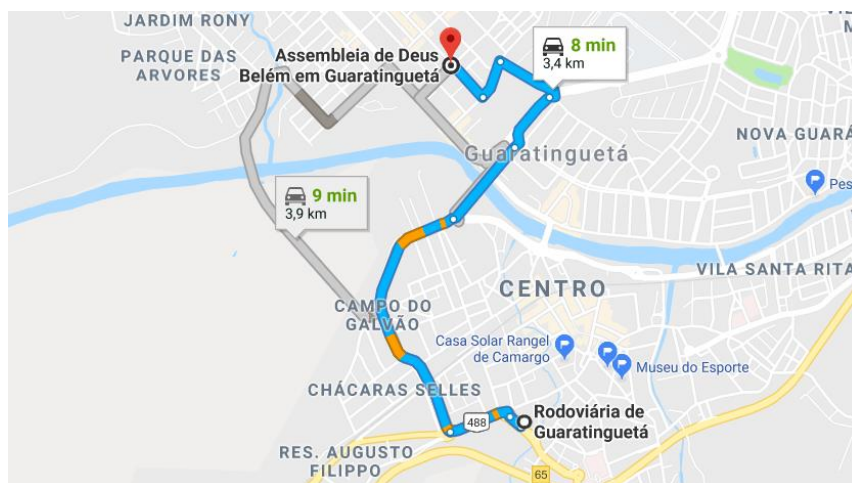 JARDIM RONY
PARQUE DAS
ARVORES
Assembleia de Deus
Belém em Guaratinguetá
8 min
3,4 km
Guaratinguetá
NOVA GUARÁ
Pes
9 min
3,9 km
VILA SANTA RITA
CENTRO
CAMPO DO
GALVÃO
Casa Solar Rangel
de Camargo
Museu do Esporte
CHÁCARAS SELLES
Rodoviária de
Guaratinguetá
488
RES. AUGUSTO
FILIPPO
65